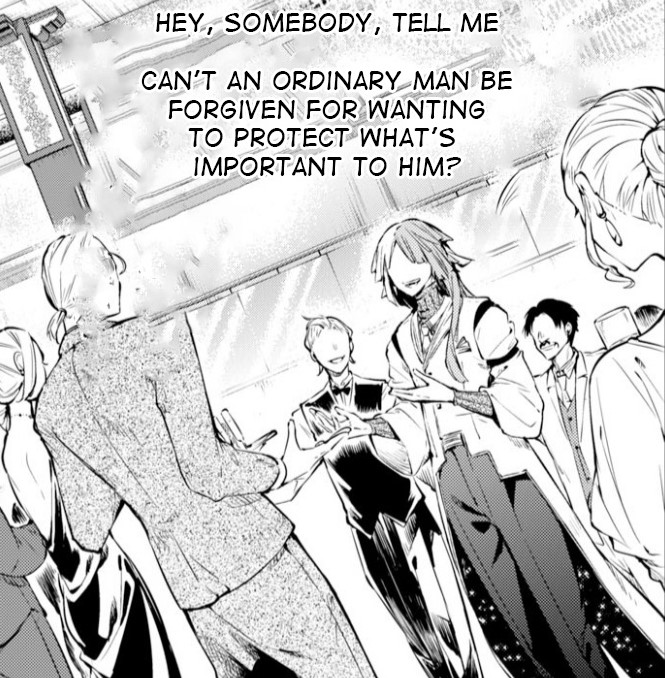 HEY, SOMEBODY, TELL ME
CAN'T AN ORDINARY MAN BE
FORGIVEN FOR WANTING
TO PROTECT WHAT'S
IMPORTANT TO HIM?